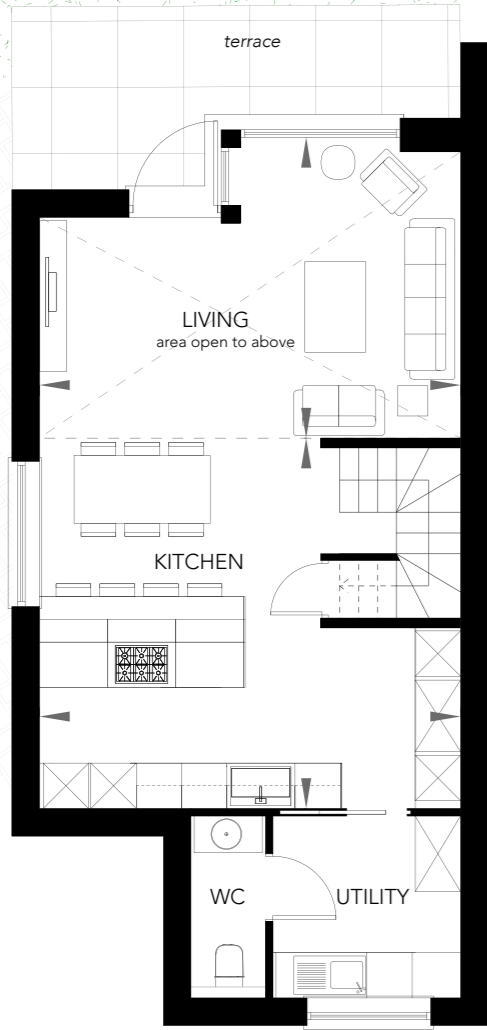 terrace
LIVING
area open to above
KITCHEN
WC
UTILITY